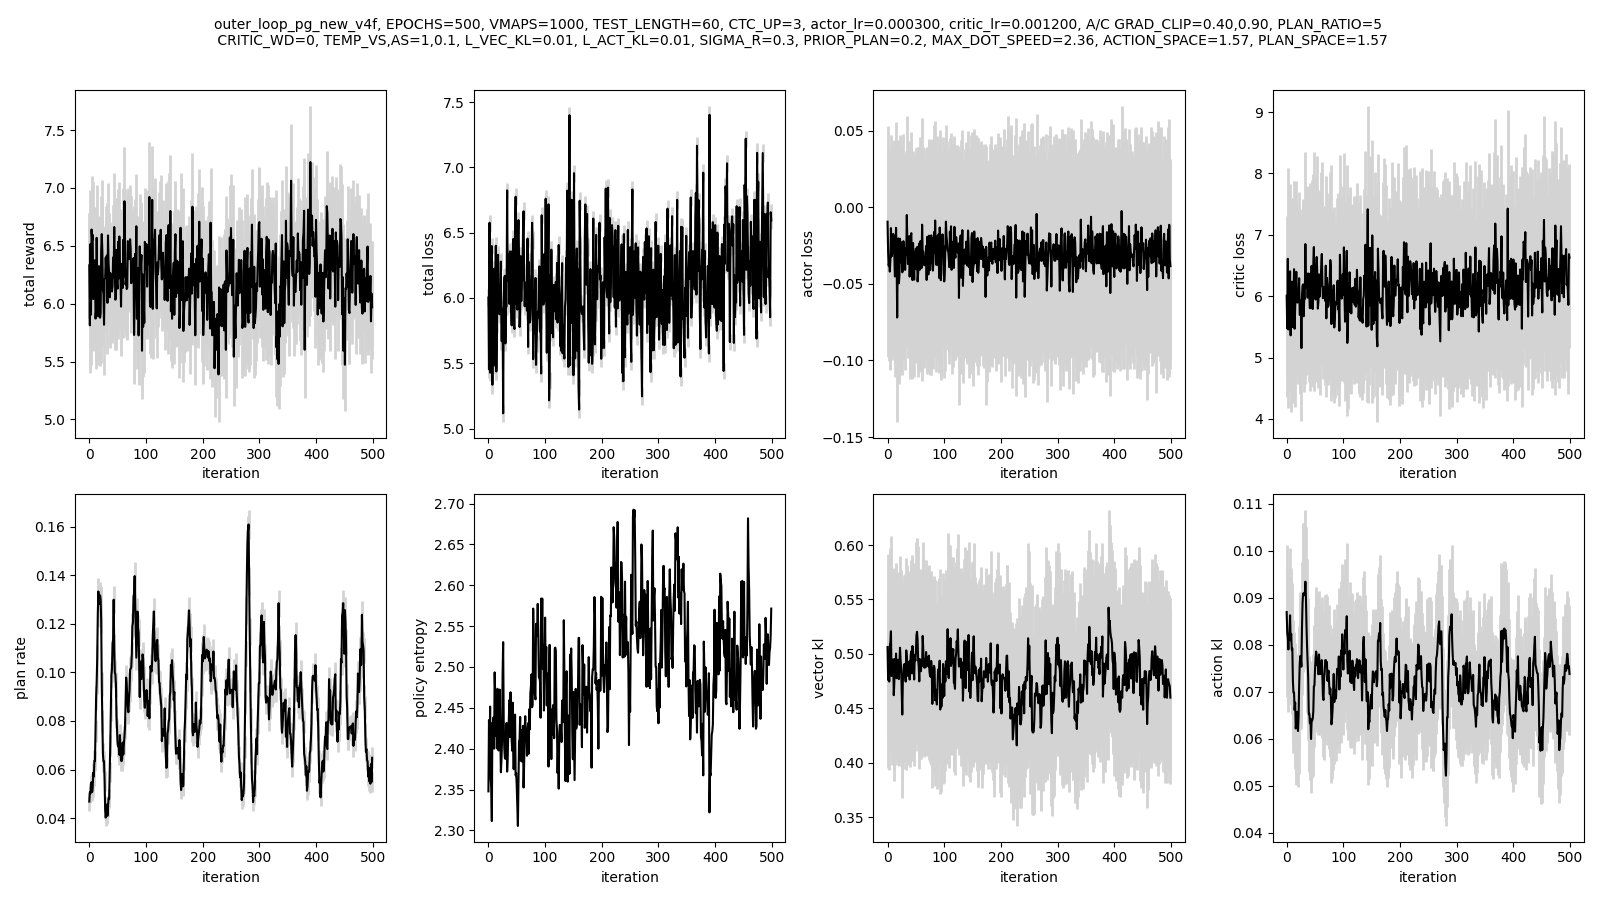 outer_loop_pg_new_v4f, EPOCHS=500, VMAPS=1000, TEST_LENGTH=60, CTC_UP=3, actor_lr=0.000300, critic_lr=0.001200, A/C GRAD_CLIP=0.40,0.90, PLAN_RATIO=5
CRITIC_WD=0, TEMP_VS,AS=1,0.1, L_VEC_KL=0.01, L_ACT_KL=0.01, SIGMA_R=0.3, PRIOR_PLAN=0.2, MAX_DOT_SPEED=2.36, ACTION_SPACE=1.57, PLAN_SPACE=1.57
total reward
7.5
7.0
6.5
6.0
5.5
5.0
0 100 200 300 400 500
iteration
total loss
7.5
7.0
6.5
6.0
5.5
5.0
0 100 200 300 400 500
iteration
actor loss
0.05
0.00
−0.05
−0.10
−0.15
0 100 200 300 400 500
iteration
critic loss
9
8
7
6
5
4
0 100 200 300 400 500
iteration
plan rate
0.16
0.14
0.12
0.10
0.08
0.06
0.04
0 100 200 300 400 500
iteration
policy entropy
2.70
2.65
2.60
2.55
2.50
2.45
2.40
2.35
2.30
0 100 200 300 400 500
iteration
vector kl
0.60
0.55
0.50
0.45
0.40
0.35
0 100 200 300 400 500
iteration
action kl
0.11
0.10
0.09
0.08
0.07
0.06
0.05
0.04
0 100 200 300 400 500
iteration